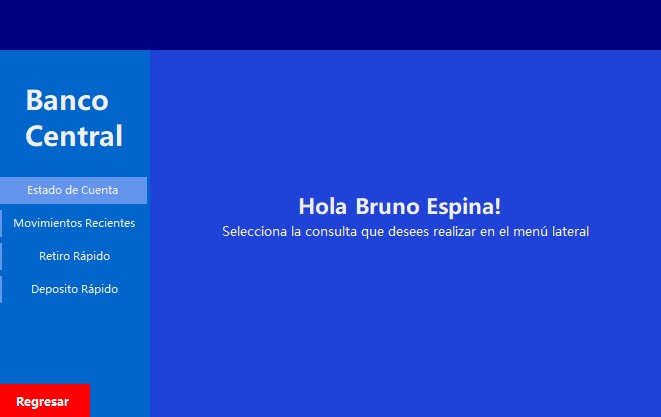 Banco
Central
Estado de Cuenta
Movimientos Recientes
Retiro Rápido
Deposito Rápido
Regresar
Hola Bruno Espina!
Selecciona la consulta que desees realizar en el menú lateral